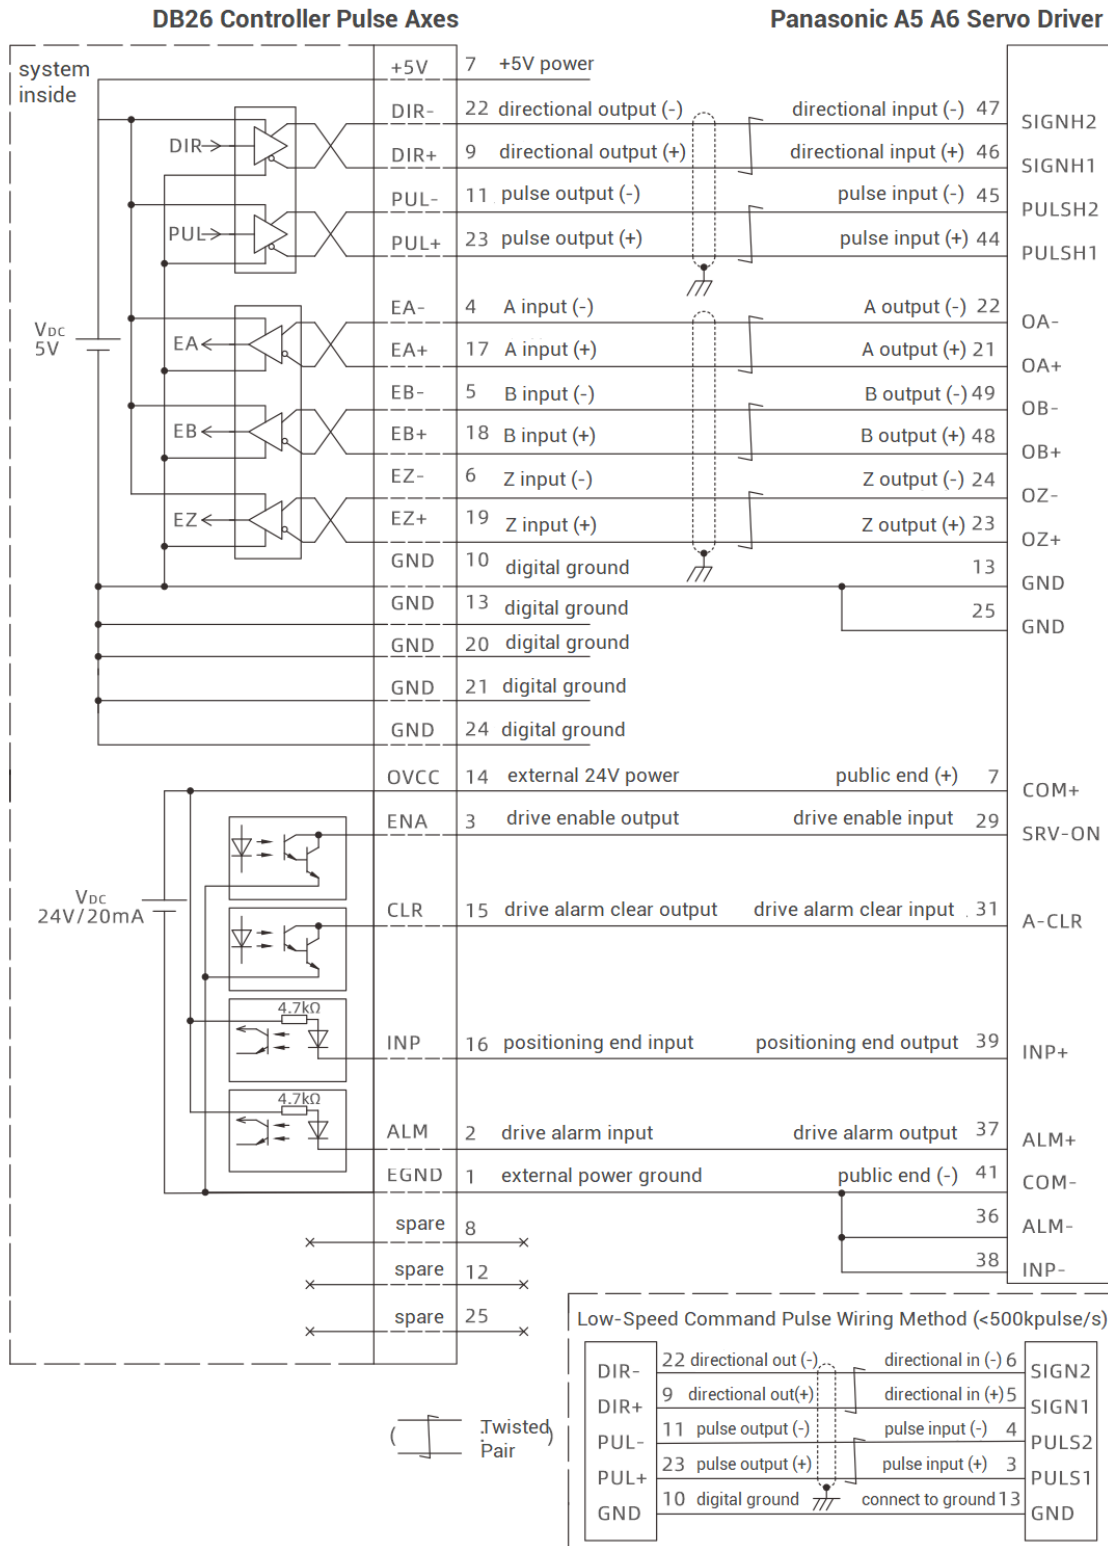 DB26 Controller Pulse Axes Panasonic A5 A6 Servo Driver
system
inside
+5V 7 +5V power
DIR- 22 directional output (-) directional input (-) 47 SIGNH2
DIR
DIR+ 9 directional output (+) directional input (+) 46 SIGNH1
PUL- 11 pulse output (-) pulse input (-) 45 PULSH2
PUL
PUL+ 23 pulse output (+) pulse input (+) 44 PULSH1
EA- 4 A input (-) A output (-) 22 OA-
VDC
5V
EA
EA+ 17 A input (+) A output (+) 21 OA+
EB- 5 B input (-) B output (-) 49 OB-
EB
EB+ 18 B input (+) B output (+) 48 OB+
EZ- 6 Z input (-) Z output (-) 24 OZ-
EZ
EZ+ 19 Z input (+) Z output (+) 23 OZ+
GND 10 digital ground 13 GND
GND 13 digital ground 25 GND
GND 20 digital ground
GND 21 digital ground
GND 24 digital ground
OVCC 14 external 24V power public end (+) 7 COM+
ENA 3 drive enable output drive enable input 29 SRV-ON
VDC
24V/20mA
CLR 15 drive alarm clear output drive alarm clear input 31 A-CLR
4.7kΩ
INP 16 positioning end input positioning end output 39 INP+
4.7kΩ
ALM 2 drive alarm input drive alarm output 37 ALM+
EGND 1 external power ground public end (-) 41 COM-
36 ALM-
spare 8
38 INP-
spare 12
spare 25
Low-Speed Command Pulse Wiring Method (<500kpulse/s)
DIR- 22 directional out (-) directional in (-) 6 SIGN2
DIR+ 9 directional out(+) directional in (+) 5 SIGN1
PUL- 11 pulse output (-) pulse input (-) 4 PULS2
PUL+ 23 pulse output (+) pulse input (+) 3 PULS1
GND 10 digital ground connect to ground 13 GND
( Twisted )
Pair